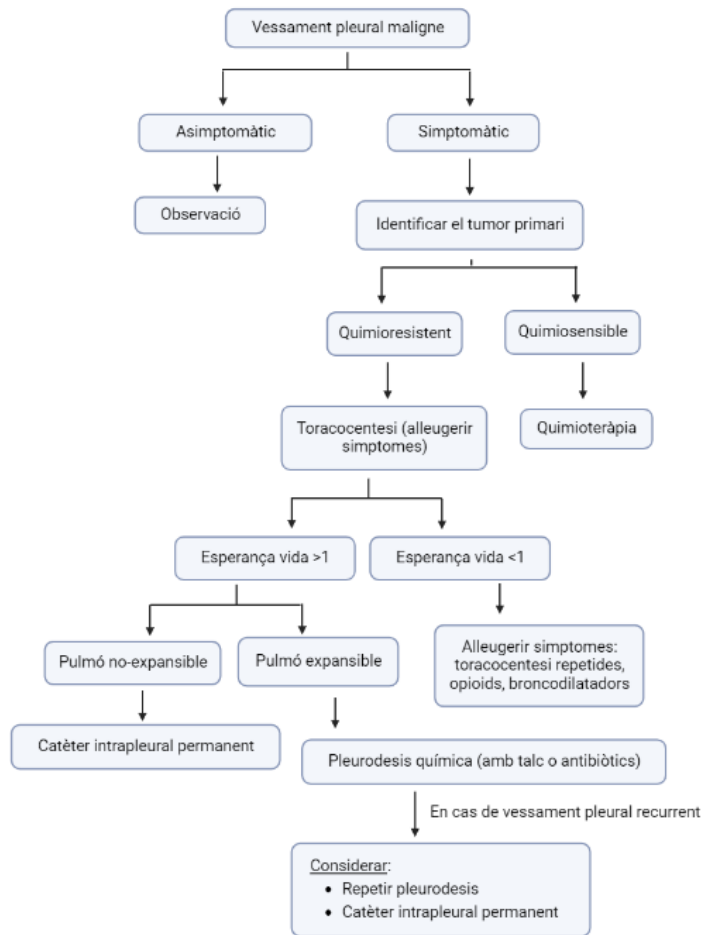 Vessament pleural maligne
Asimptomàtic
Simptomàtic
Observació
Identificar el tumor primari
Quimioresistent
Quimiosensible
Toracocentesi (alleugerir
simptomes)
Quimioteràpia
Esperança vida >1
Esperança vida <1
Pulmó no-expansible
Pulmó expansible
Alleugerir simptomes:
toracocentesi repetides,
opioids, broncodilatadors
Catèter intrapleural permanent
Pleurodesis química (amb talc o antibiòtics)
En cas de vessament pleural recurrent
Considerar:
• Repetir pleurodesis
• Catèter intrapleural permanent